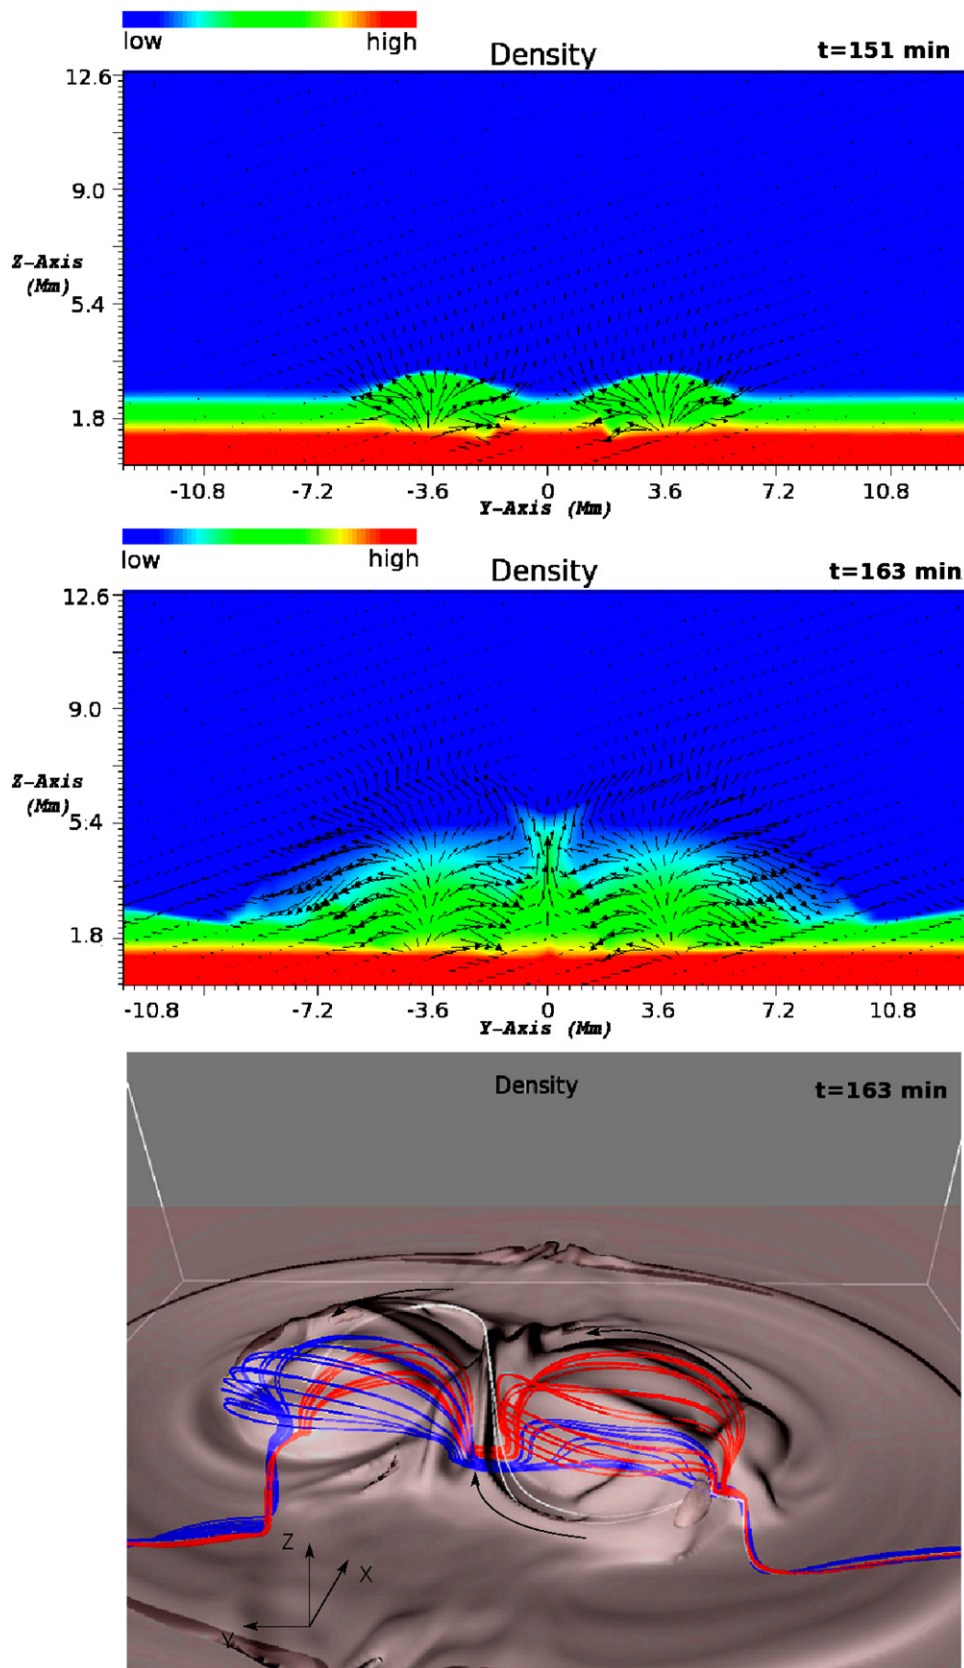 low high
Density t=151 min
12.6
9.0
Z-Axis
(Mm)
5.4
1.8
-10.8 -7.2 -3.6 0 3.6 7.2 10.8
Y-Axis (Mm)
low high
Density t=163 min
12.6
9.0
Z-Axis
(Mm)
5.4
1.8
-10.8 -7.2 -3.6 0 3.6 7.2 10.8
Y-Axis (Mm)
Density t=163 min
Z
X
Y